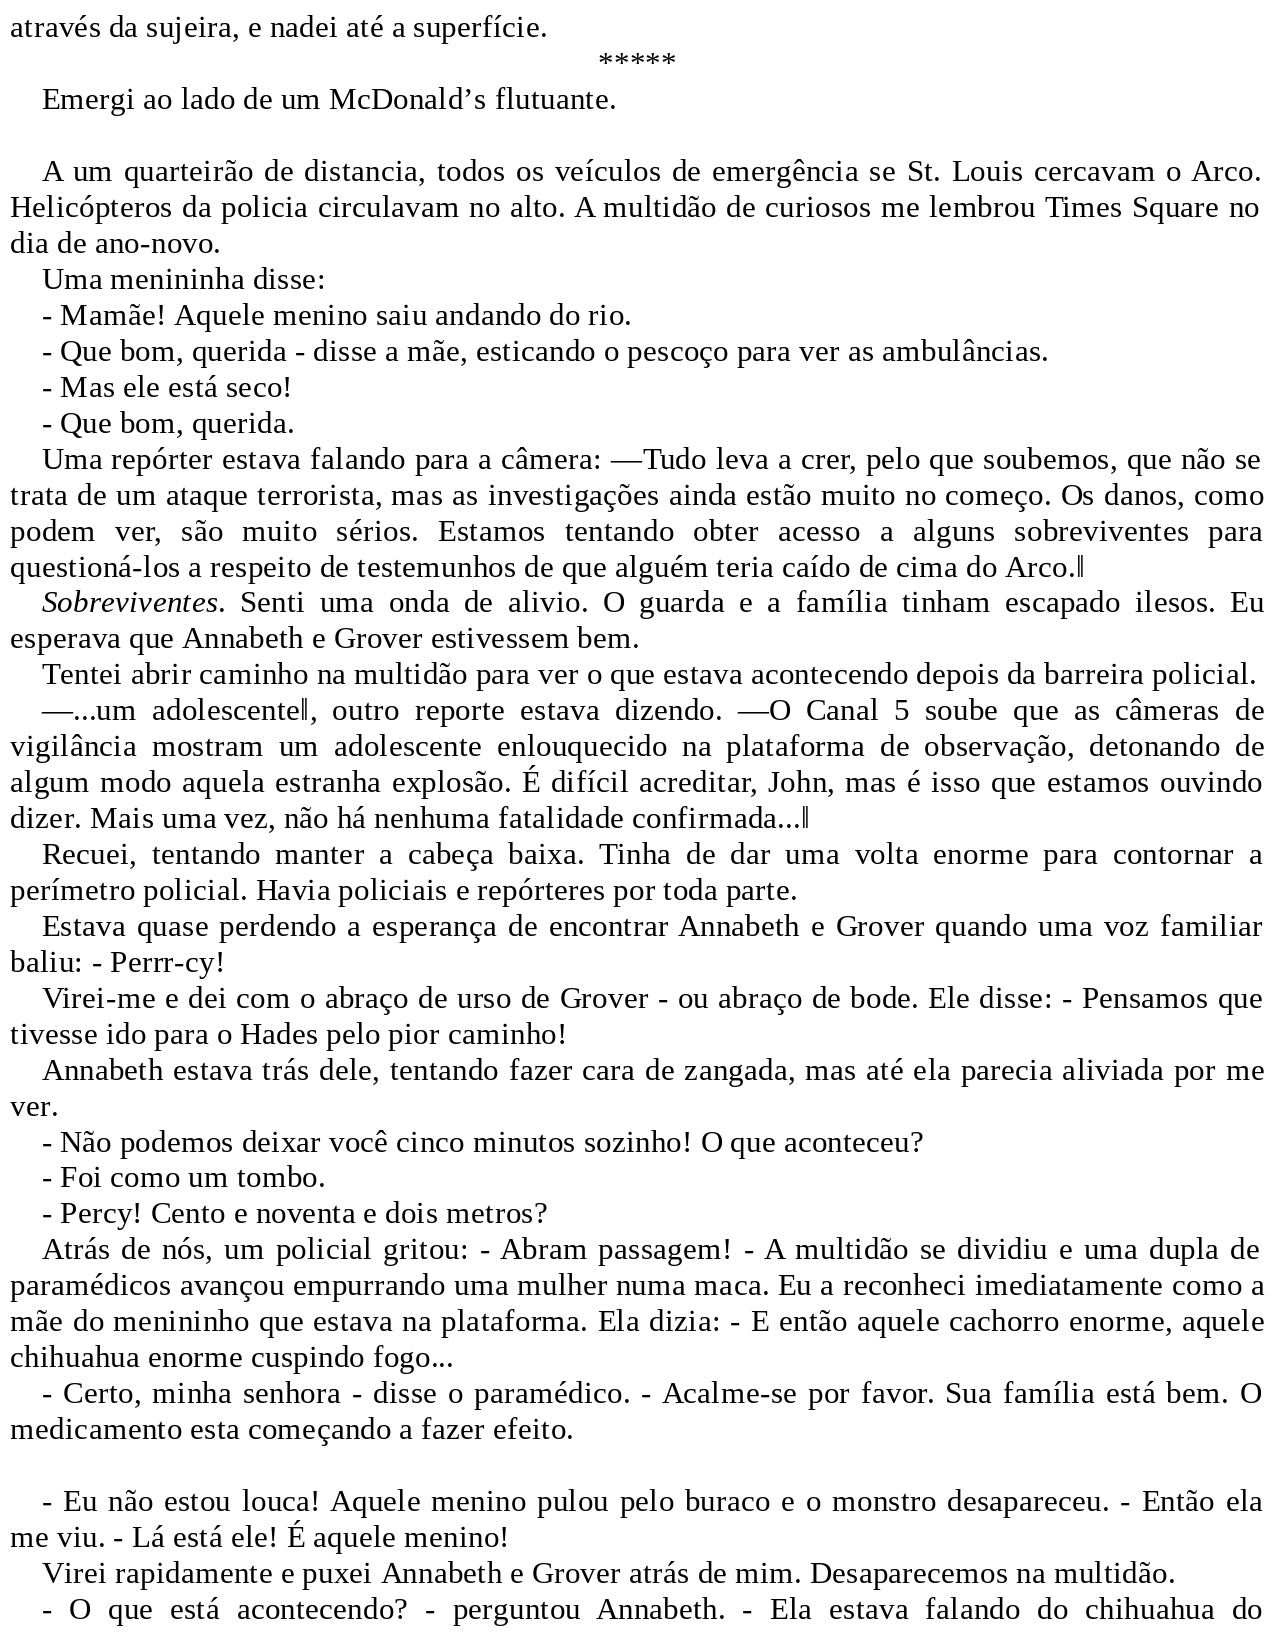 através da sujeira, e nadei até a superfície.
*****
Emergi ao lado de um McDonald’s flutuante.
A um quarteirão de distancia, todos os veículos de emergência se St. Louis cercavam o Arco.
Helicópteros da policia circulavam no alto. A multidão de curiosos me lembrou Times Square no
dia de ano-novo.
Uma menininha disse:
- Mamãe! Aquele menino saiu andando do rio.
- Que bom, querida - disse a mãe, esticando o pescoço para ver as ambulâncias.
- Mas ele está seco!
- Que bom, querida.
Uma repórter estava falando para a câmera: ―Tudo leva a crer, pelo que soubemos, que não se
trata de um ataque terrorista, mas as investigações ainda estão muito no começo. Os danos, como
podem ver, são muito sérios. Estamos tentando obter acesso a alguns sobreviventes para
questioná-los a respeito de testemunhos de que alguém teria caído de cima do Arco.‖
Sobreviventes. Senti uma onda de alivio. O guarda e a família tinham escapado ilesos. Eu
esperava que Annabeth e Grover estivessem bem.
Tentei abrir caminho na multidão para ver o que estava acontecendo depois da barreira policial.
―...um adolescente‖, outro reporte estava dizendo. ―O Canal 5 soube que as câmeras de
vigilância mostram um adolescente enlouquecido na plataforma de observação, detonando de
algum modo aquela estranha explosão. É difícil acreditar, John, mas é isso que estamos ouvindo
dizer. Mais uma vez, não há nenhuma fatalidade confirmada...‖
Recuei, tentando manter a cabeça baixa. Tinha de dar uma volta enorme para contornar a
perímetro policial. Havia policiais e repórteres por toda parte.
Estava quase perdendo a esperança de encontrar Annabeth e Grover quando uma voz familiar
baliu: - Perrr-cy!
Virei-me e dei com o abraço de urso de Grover - ou abraço de bode. Ele disse: - Pensamos que
tivesse ido para o Hades pelo pior caminho!
Annabeth estava trás dele, tentando fazer cara de zangada, mas até ela parecia aliviada por me
ver.
- Não podemos deixar você cinco minutos sozinho! O que aconteceu?
- Foi como um tombo.
- Percy! Cento e noventa e dois metros?
Atrás de nós, um policial gritou: - Abram passagem! - A multidão se dividiu e uma dupla de
paramédicos avançou empurrando uma mulher numa maca. Eu a reconheci imediatamente como a
mãe do menininho que estava na plataforma. Ela dizia: - E então aquele cachorro enorme, aquele
chihuahua enorme cuspindo fogo...
- Certo, minha senhora - disse o paramédico. - Acalme-se por favor. Sua família está bem. O
medicamento esta começando a fazer efeito.
- Eu não estou louca! Aquele menino pulou pelo buraco e o monstro desapareceu. - Então ela
me viu. - Lá está ele! É aquele menino!
Virei rapidamente e puxei Annabeth e Grover atrás de mim. Desaparecemos na multidão.
- O que está acontecendo? - perguntou Annabeth. - Ela estava falando do chihuahua do